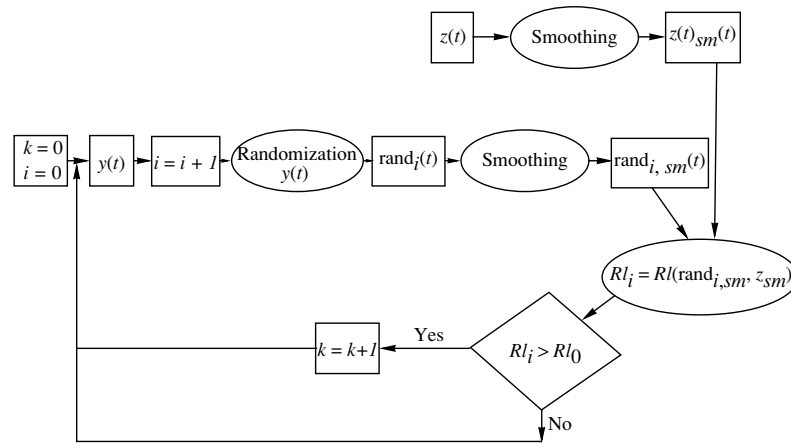 z(t)
Smoothing
z(t)sm(t)
k = 0
i = 0
y(t)
i = i + 1
Randomization
y(t)
randi(t)
Smoothing
randi, sm(t)
Rli = Rl(randi,sm, zsm)
Rli > Rl0
Yes
k = k+1
No